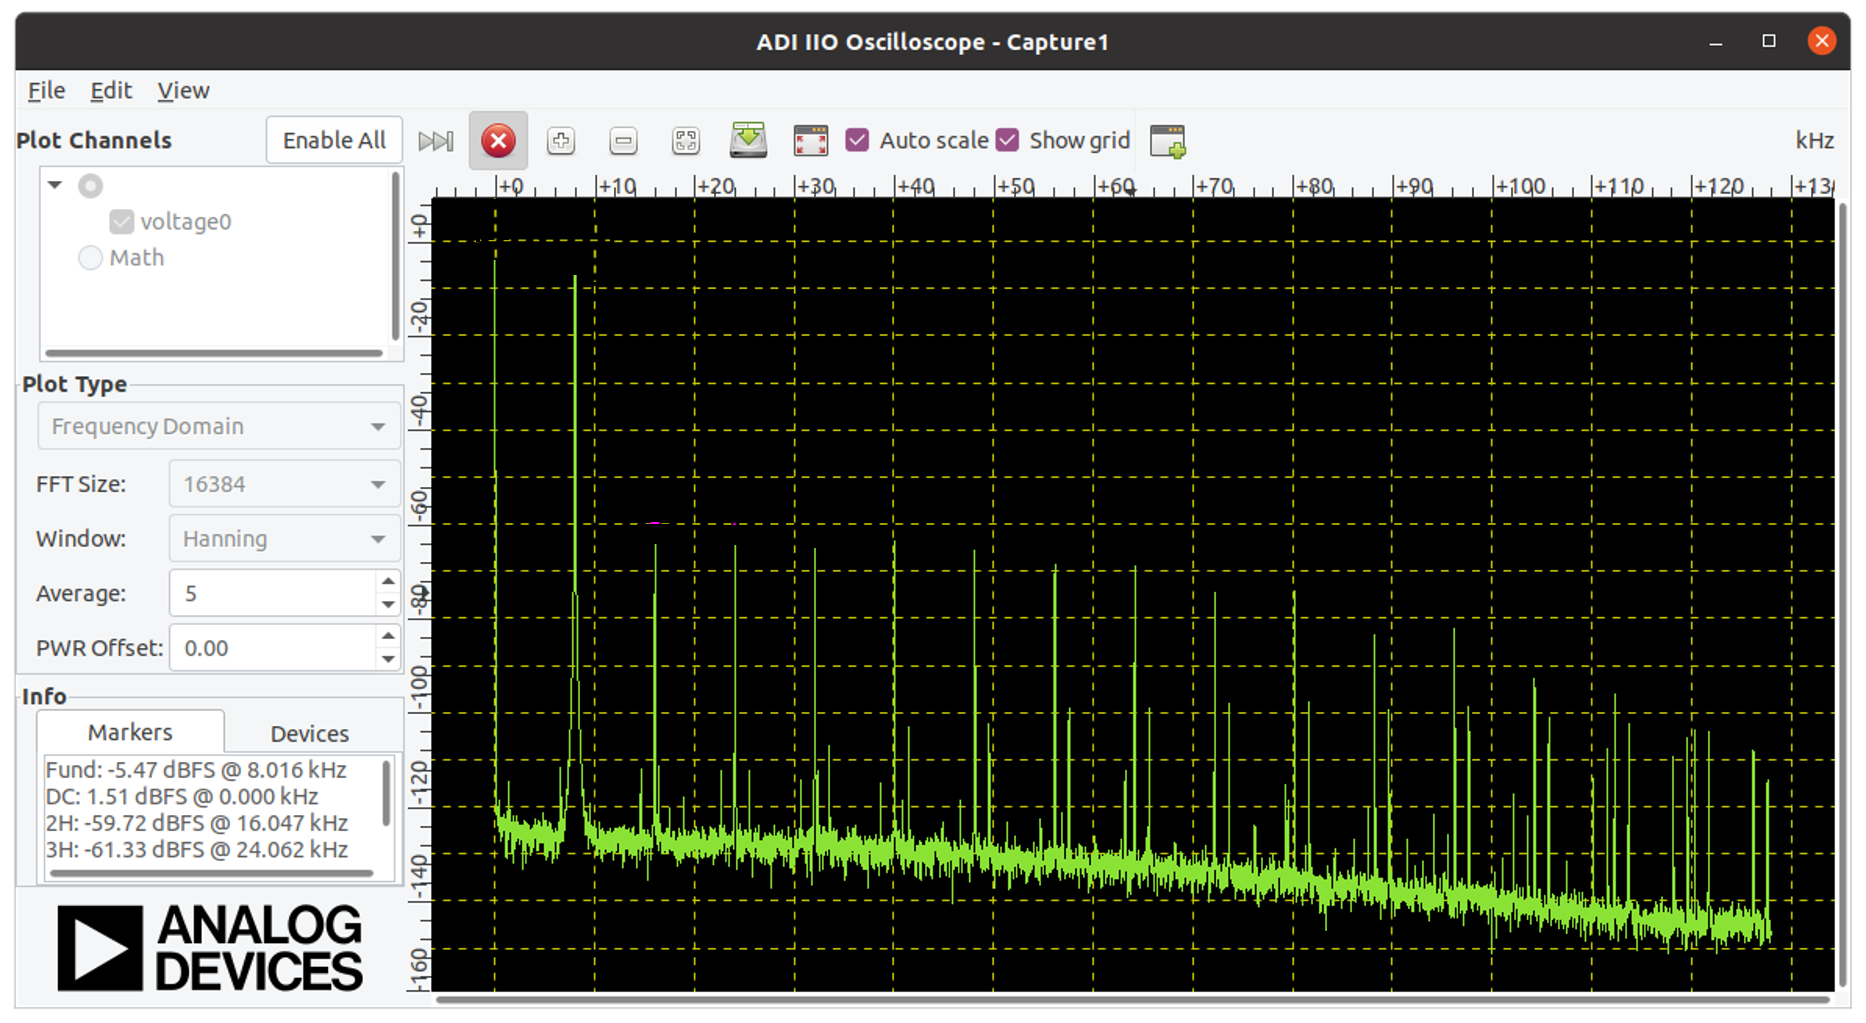 ADI IIO Oscilloscope - Capture1
File Edit View
Plot Channels Enable All Auto scale Show grid kHz
voltage0
Math
Plot Type
Frequency Domain
FFT Size: 16384
Window: Hanning
Average: 5
PWR Offset: 0.00
Info
Markers Devices
Fund: -5.47 dBFS @ 8.016 kHz
DC: 1.51 dBFS @ 0.000 kHz
2H: -59.72 dBFS @ 16.047 kHz
3H: -61.33 dBFS @ 24.062 kHz
ANALOG
DEVICES
+0 +10 +20 +30 +40 +50 +60 +70 +80 +90 +100 +110 +120 +13
+0
-20
-40
-60
-80
-100
-120
-140
-160